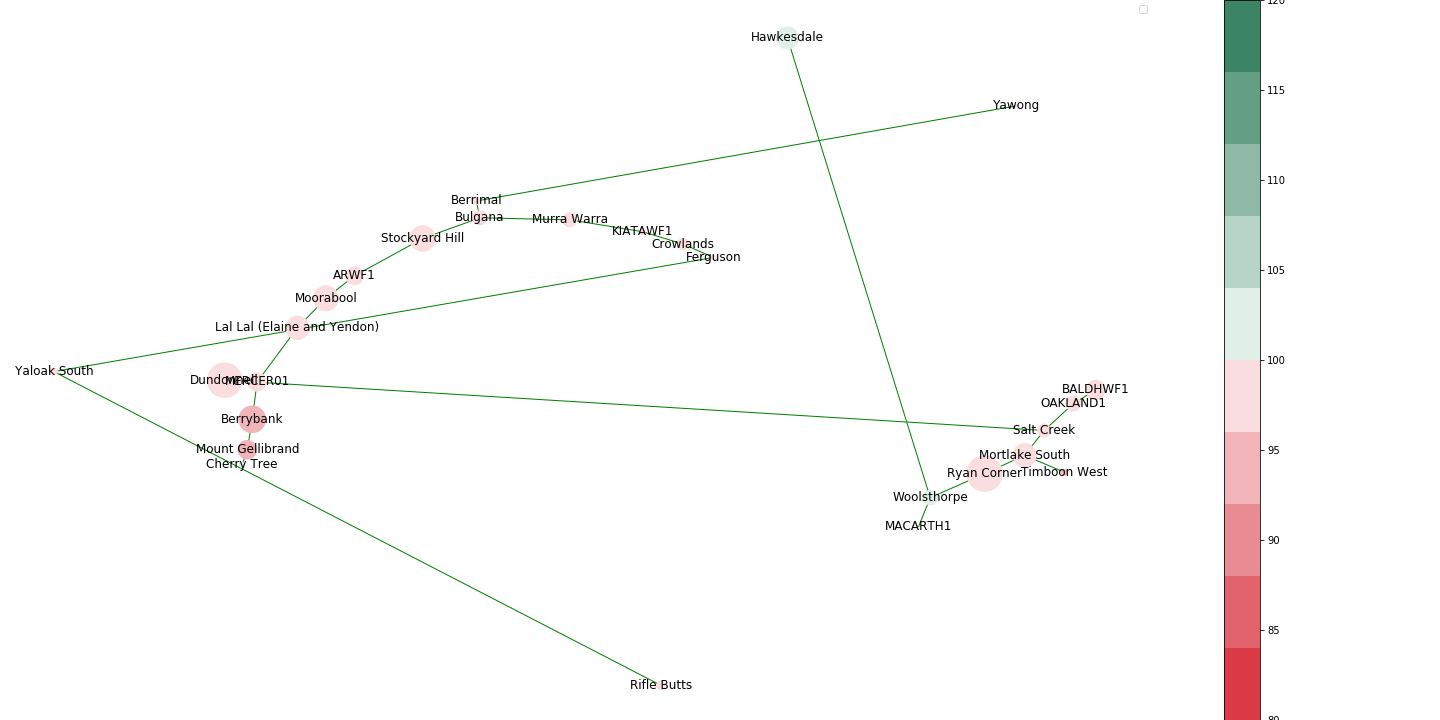 120
Hawkesdale
115
Yawong
110
Berrimal
Bulgana
Murra Warra
KIATAWF1
Stockyard Hill
Crowlands
Ferguson
105
ARWF1
Moorabool
Lal Lal (Elaine and Yendon)
100
Yaloak South
Dundonnell
MERCER01
BALDHWF1
OAKLAND1
Berrybank
Salt Creek
95
Mount Gellibrand
Mortlake South
Cherry Tree
Ryan Corner
Timboon West
Woolsthorpe
MACARTH1
90
85
Rifle Butts
80